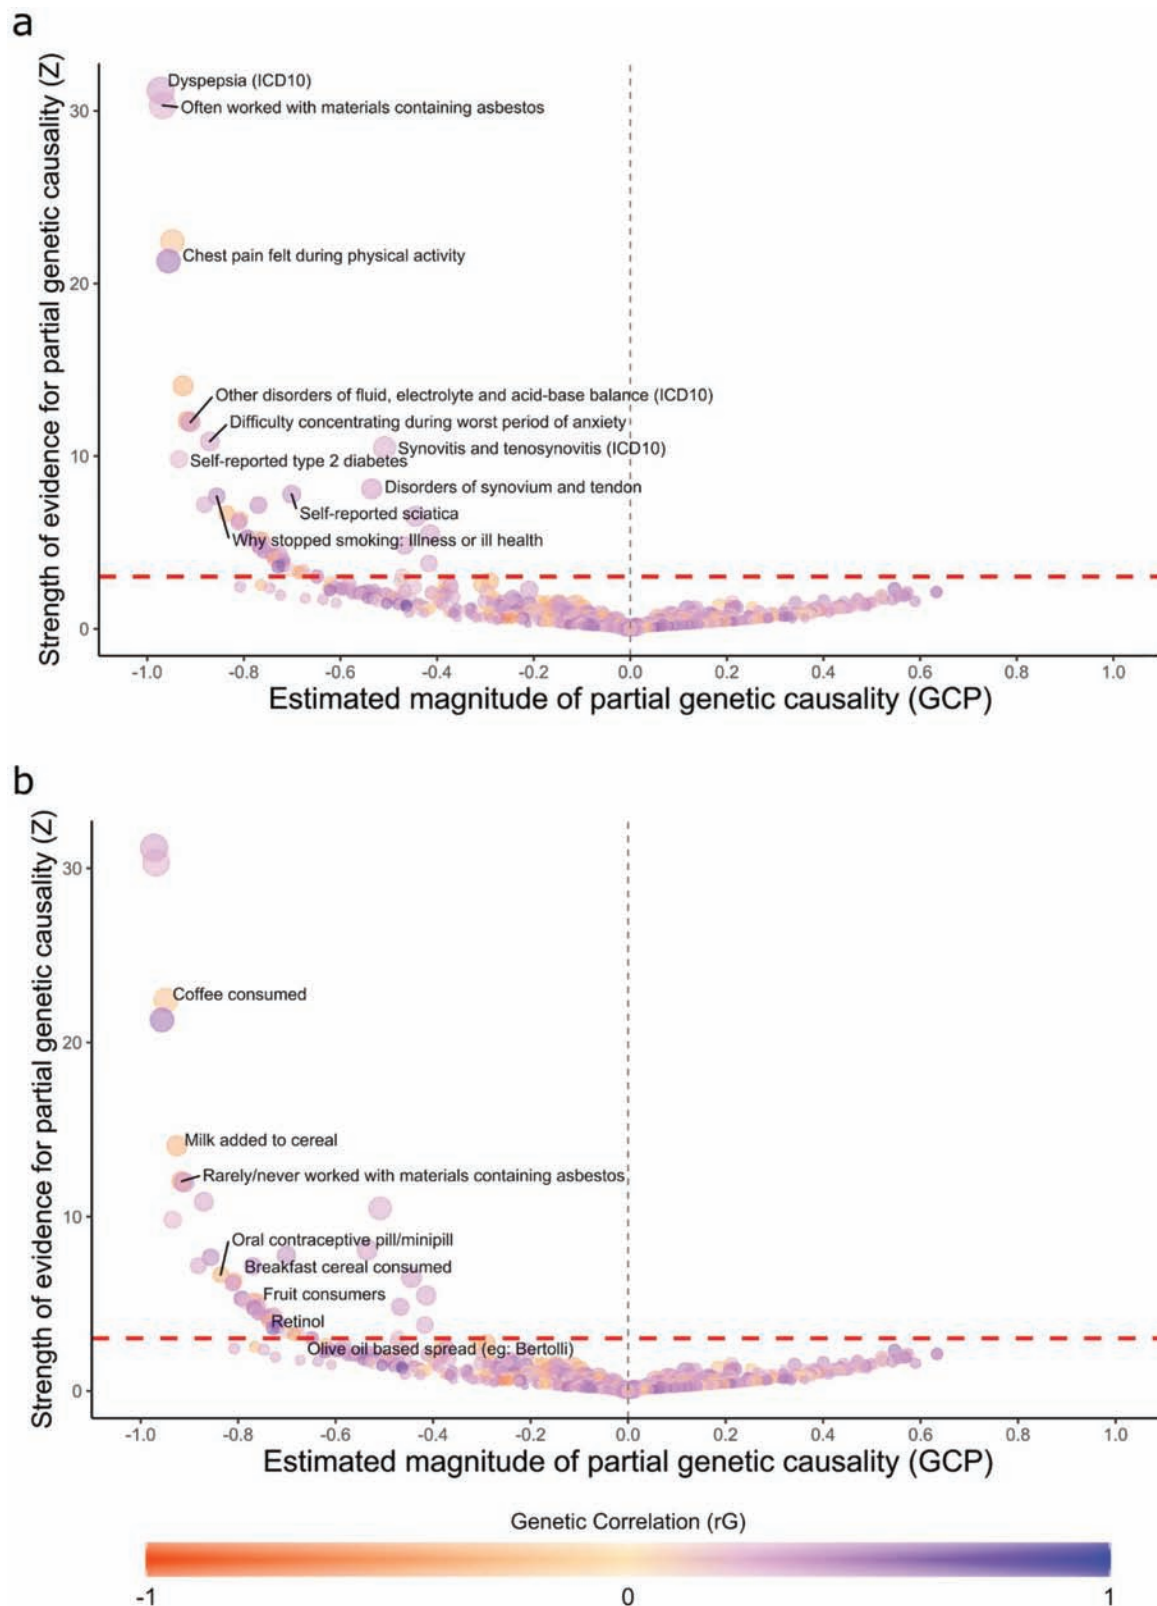 a
Strength of evidence for partial genetic causality (Z)
30
20
10
0
Dyspepsia (ICD10)
Often worked with materials containing asbestos
Chest pain felt during physical activity
Other disorders of fluid, electrolyte and acid-base balance (ICD10)
Difficulty concentrating during worst period of anxiety
Synovitis and tenosynovitis (ICD10)
Self-reported type 2 diabetes
Disorders of synovium and tendon
Self-reported sciatica
Why stopped smoking: Illness or ill health
-1.0 -0.8 -0.6 -0.4 -0.2 0.0 0.2 0.4 0.6 0.8 1.0
Estimated magnitude of partial genetic causality (GCP)
b
Strength of evidence for partial genetic causality (Z)
30
20
10
0
Coffee consumed
Milk added to cereal
Rarely/never worked with materials containing asbestos
Oral contraceptive pill/minipill
Breakfast cereal consumed
Fruit consumers
Retinol
Olive oil based spread (eg: Bertolli)
-1.0 -0.8 -0.6 -0.4 -0.2 0.0 0.2 0.4 0.6 0.8 1.0
Estimated magnitude of partial genetic causality (GCP)
Genetic Correlation (rG)
-1 0 1